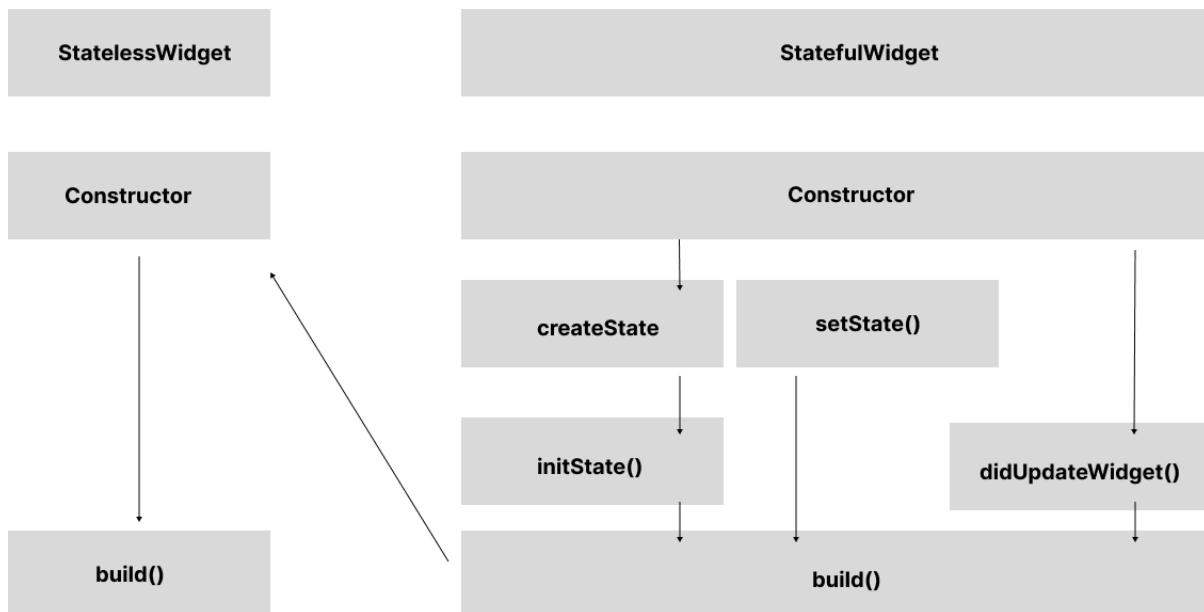 StatelessWidget
StatefulWidget
Constructor
Constructor
createState
setState()
initState()
didUpdateWidget()
build()
build()